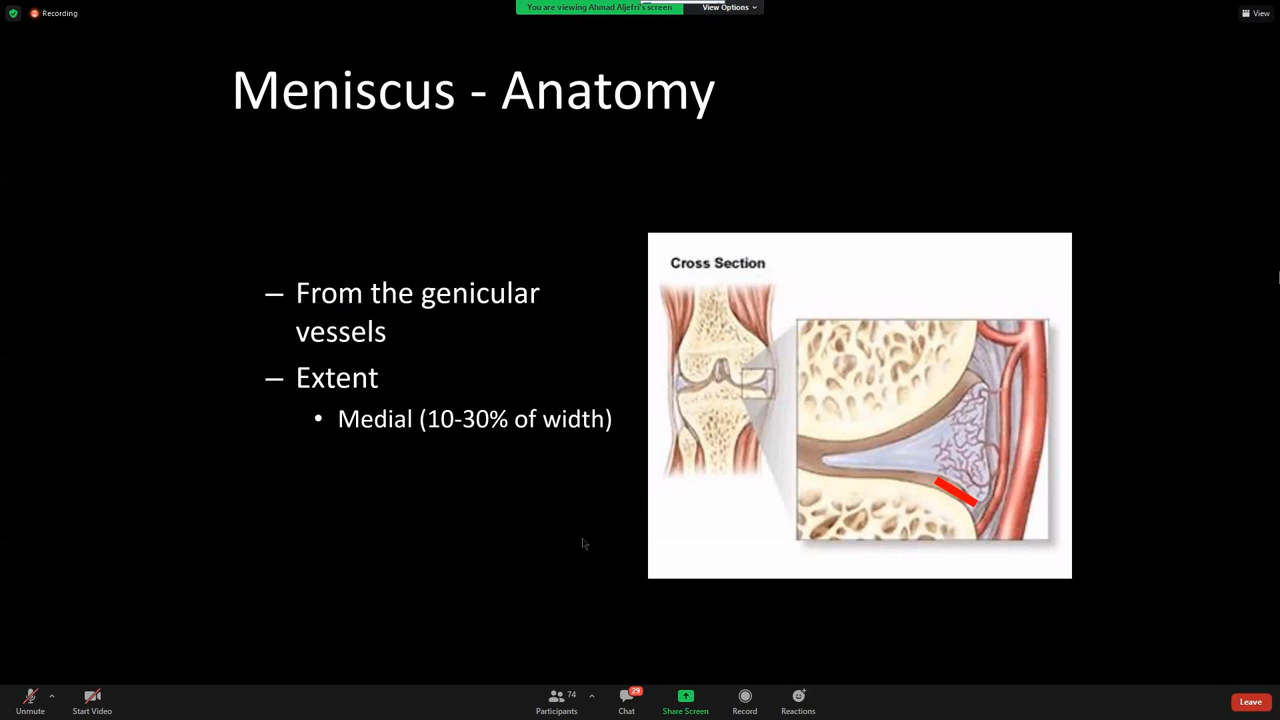 Recording
You are viewing Ahmad Aljefri's screen
View Options
View
Meniscus - Anatomy
– From the genicular
vessels
– Extent
• Medial (10-30% of width)
Cross Section
Unmute
Start Video
74
Participants
29
Chat
Share Screen
Record
Reactions
Leave